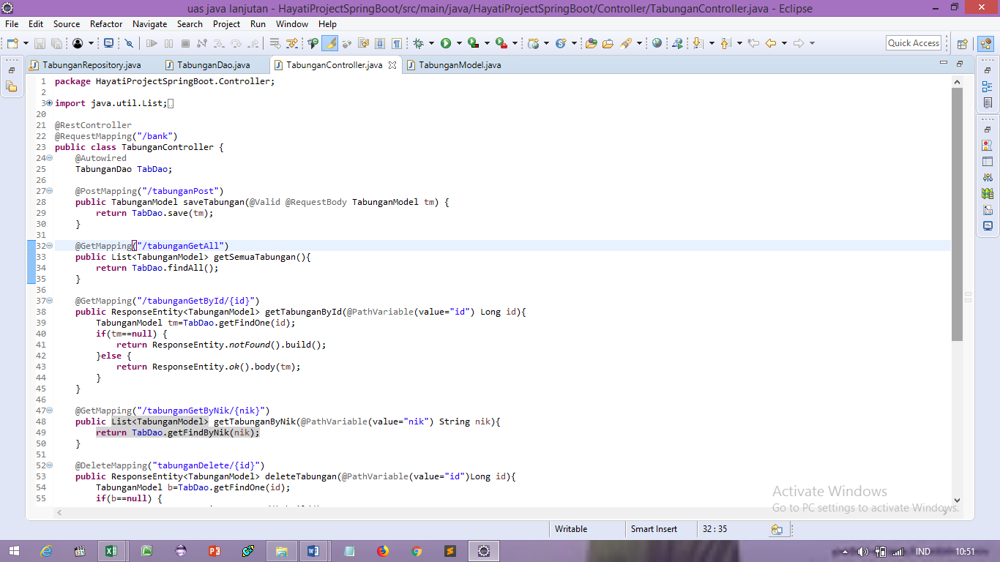 uas java lanjutan - HayatiProjectSpringBoot/src/main/java/HayatiProjectSpringBoot/Controller/TabunganController.java - Eclipse
File Edit Source Refactor Navigate Search Project Run Window Help
Quick Access
TabunganRepository.java TabunganDao.java TabunganController.java TabunganModel.java
1 package HayatiProjectSpringBoot.Controller;
2
3 import java.util.List;
20
21 @RestController
22 @RequestMapping("/bank")
23 public class TabunganController {
24 @Autowired
25 TabunganDao TabDao;
26
27 @PostMapping("/tabunganPost")
28 public TabunganModel saveTabungan(@Valid @RequestBody TabunganModel tm) {
29 return TabDao.save(tm);
30 }
31
32 @GetMapping("/tabunganGetAll")
33 public List<TabunganModel> getSemuaTabungan(){
34 return TabDao.findAll();
35 }
36
37 @GetMapping("/tabunganGetById/{id}")
38 public ResponseEntity<TabunganModel> getTabunganById(@PathVariable(value="id") Long id){
39 TabunganModel tm=TabDao.getFindOne(id);
40 if(tm==null) {
41 return ResponseEntity.notFound().build();
42 }else {
43 return ResponseEntity.ok().body(tm);
44 }
45 }
46
47 @GetMapping("/tabunganGetByNik/{nik}")
48 public List<TabunganModel> getTabunganByNik(@PathVariable(value="nik") String nik){
49 return TabDao.getFindByNik(nik);
50 }
51
52 @DeleteMapping("tabunganDelete/{id}")
53 public ResponseEntity<TabunganModel> deleteTabungan(@PathVariable(value="id")Long id){
54 TabunganModel b=TabDao.getFindOne(id);
55 if(b==null) {
Activate Windows
Go to PC settings to activate Windows.
Writable Smart Insert 32 : 35
IND 10:51